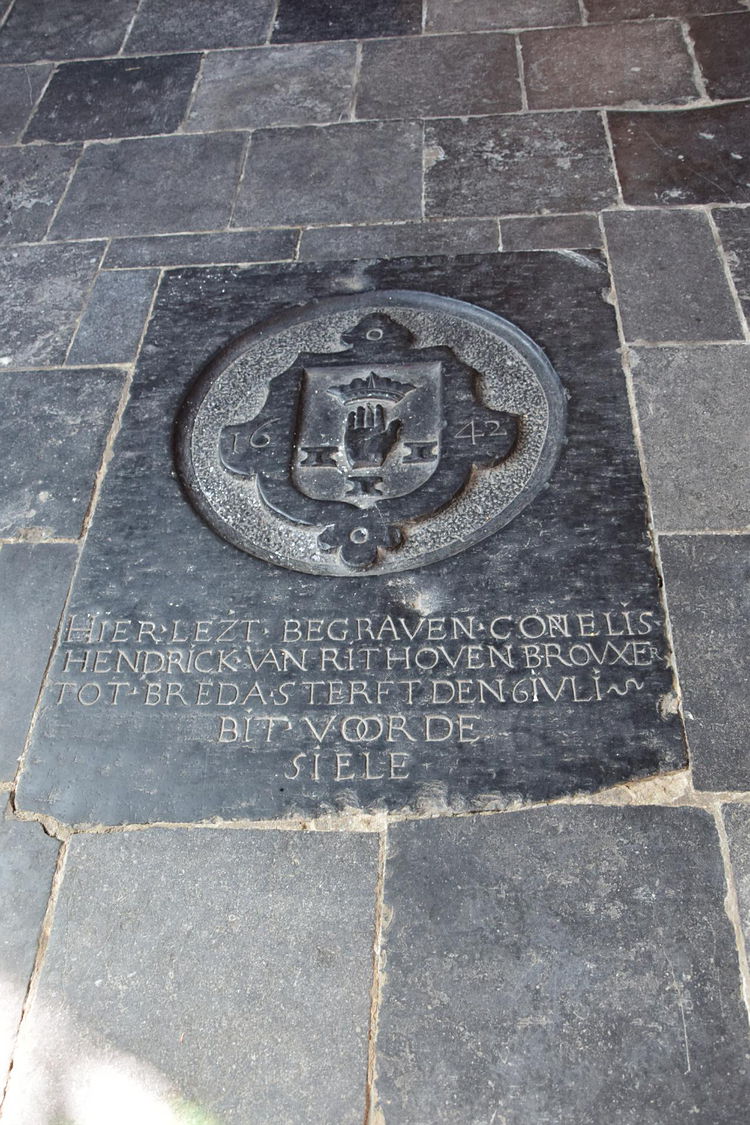 16 42
HIER·LEZT·BEGRAVEN·CORNELIS
HENDRICK·VAN RITHOVEN BROVXER
TOT·BREDA·STERFT DEN·6 IVLI
BIT·VOOR DE
SIELE